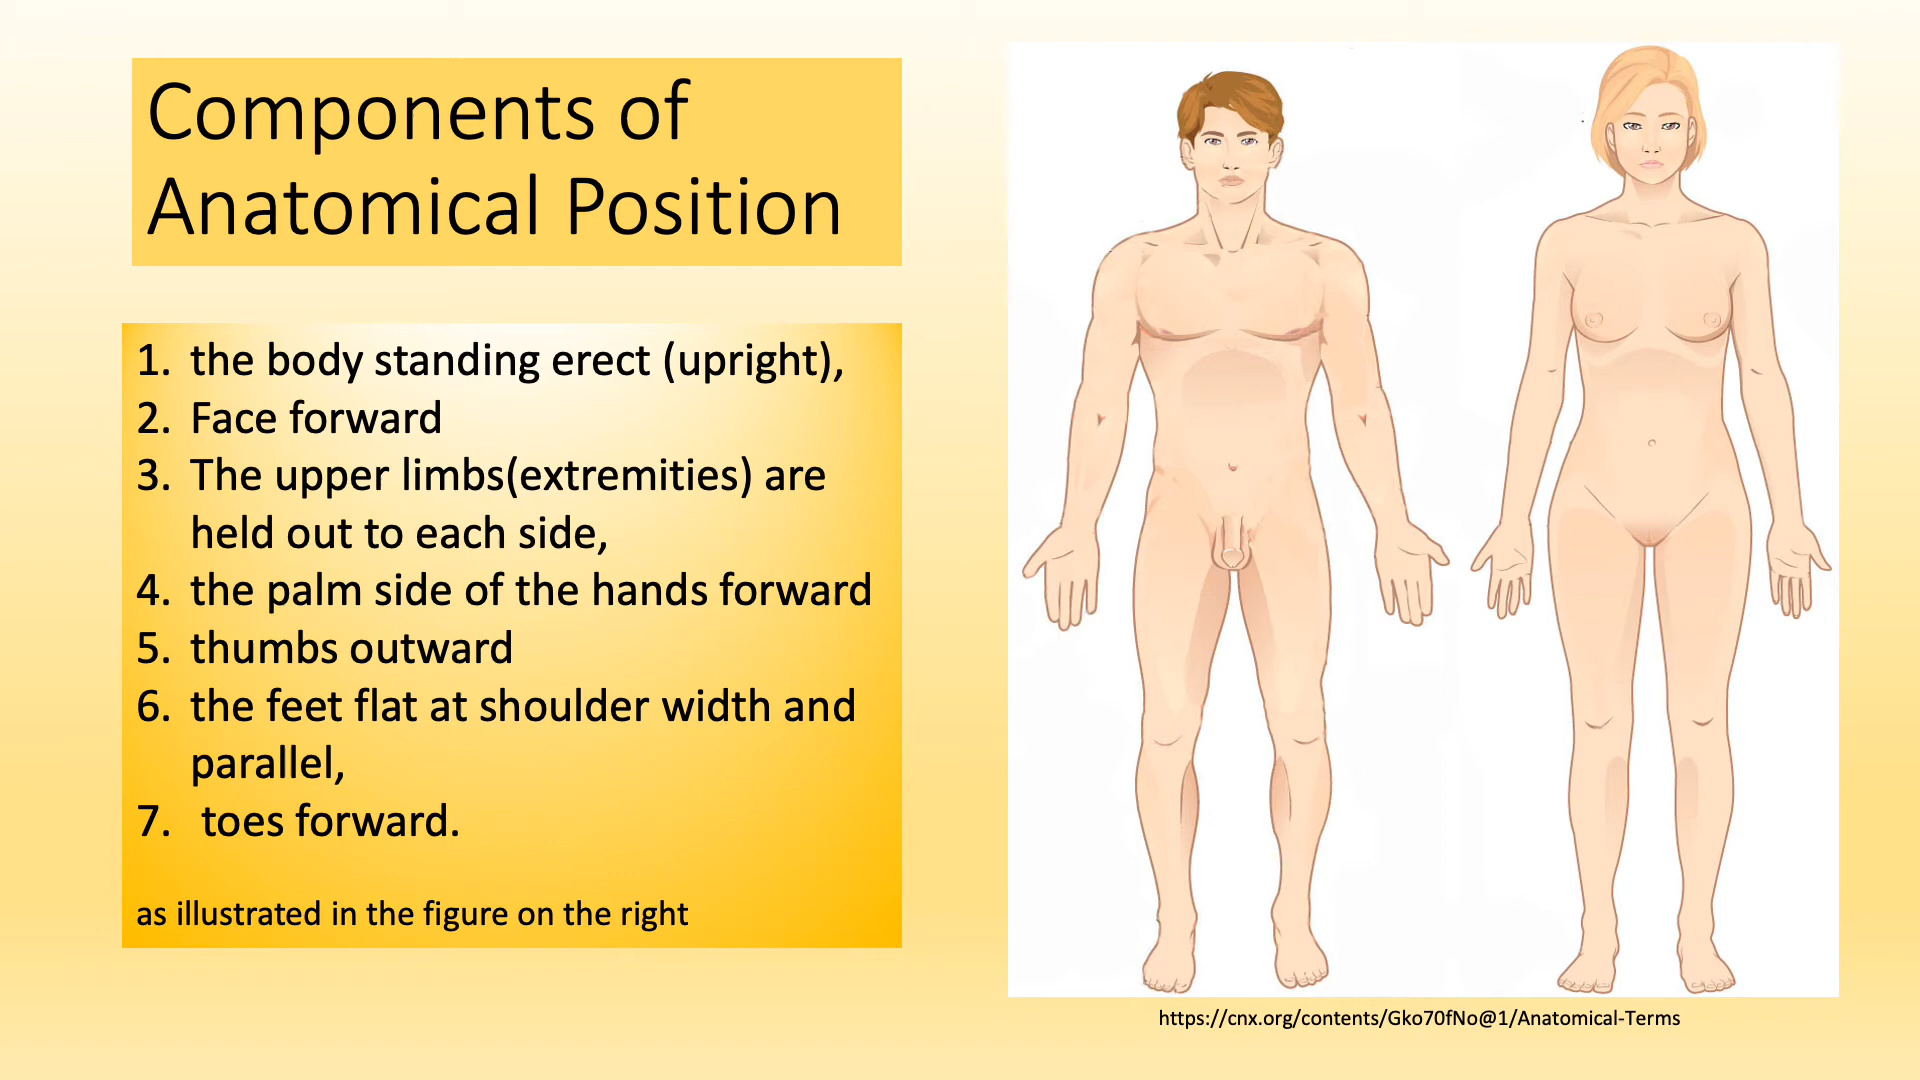 Components of
Anatomical Position
1. the body standing erect (upright),
2. Face forward
3. The upper limbs(extremities) are
held out to each side,
4. the palm side of the hands forward
5. thumbs outward
6. the feet flat at shoulder width and
parallel,
7. toes forward.
as illustrated in the figure on the right
https://cnx.org/contents/Gko70fNo@1/Anatomical-Terms